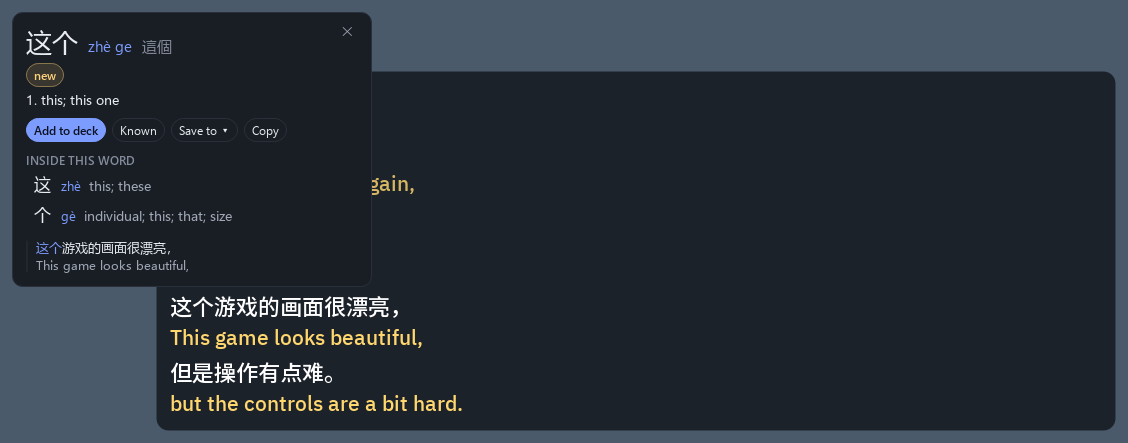 这个 zhè ge 這個
new
1. this; this one
Add to deck Known Save to ▾ Copy
INSIDE THIS WORD
这 zhè this; these
个 gè individual; this; that; size
这个游戏的画面很漂亮，
This game looks beautiful,
gain,
这个游戏的画面很漂亮，
This game looks beautiful,
但是操作有点难。
but the controls are a bit hard.